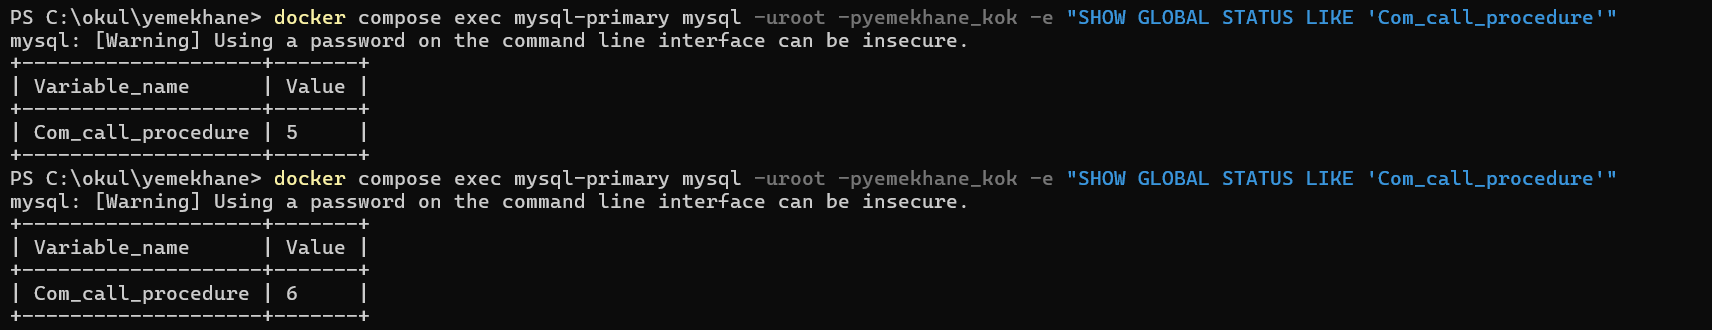 PS C:\okul\yemekhane> docker compose exec mysql-primary mysql -uroot -pyemekhane_kok -e "SHOW GLOBAL STATUS LIKE 'Com_call_procedure'"
mysql: [Warning] Using a password on the command line interface can be insecure.
+--------------------+-------+
| Variable_name      | Value |
+--------------------+-------+
| Com_call_procedure | 5     |
+--------------------+-------+
PS C:\okul\yemekhane> docker compose exec mysql-primary mysql -uroot -pyemekhane_kok -e "SHOW GLOBAL STATUS LIKE 'Com_call_procedure'"
mysql: [Warning] Using a password on the command line interface can be insecure.
+--------------------+-------+
| Variable_name      | Value |
+--------------------+-------+
| Com_call_procedure | 6     |
+--------------------+-------+